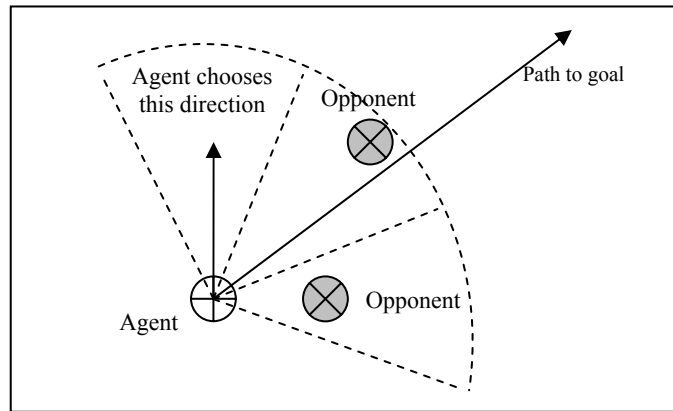 Agent chooses
this direction
Path to goal
Opponent
Opponent
Agent